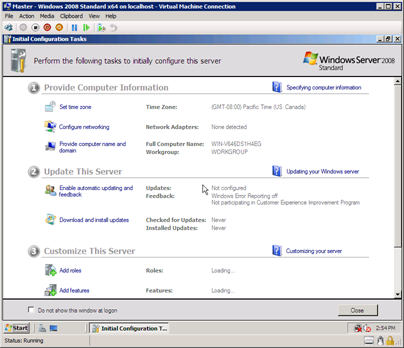 Master - Windows 2008 Standard x64 on localhost - Virtual Machine Connection
File Action Media Clipboard View Help
Initial Configuration Tasks
Perform the following tasks to initially configure this server
Windows Server 2008
Standard
1 Provide Computer Information
Specifying computer information
Set time zone
Time Zone: (GMT-08:00) Pacific Time (US Canada)
Configure networking
Network Adapters: None detected
Provide computer name and domain
Full Computer Name: WIN-V646DS1H4EG
Workgroup: WORKGROUP
2 Update This Server
Updating your Windows server
Enable automatic updating and feedback
Updates: Not configured
Feedback: Windows Error Reporting off
Not participating in Customer Experience Improvement Program
Download and install updates
Checked for Updates: Never
Installed Updates: Never
3 Customize This Server
Customizing your server
Add roles
Roles: Loading...
Add features
Features: Loading...
Do not show this window at logon
Close
Start
Initial Configuration T...
2:54 PM
Status: Running